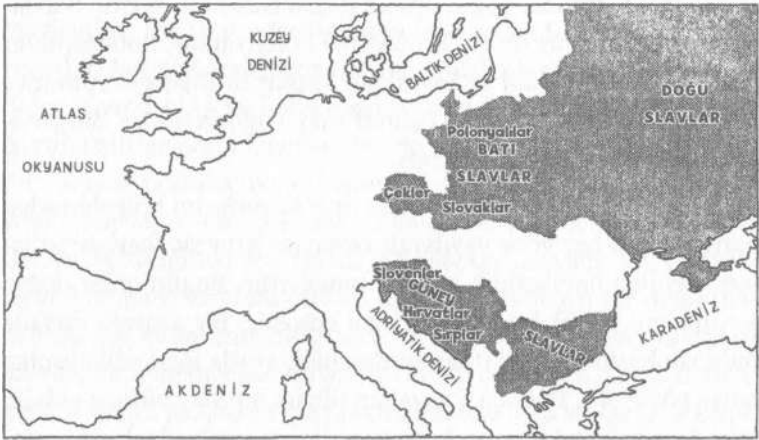 KUZEY
DENİZİ
BALTIK DENİZİ
ATLAS
OKYANUSU
DOĞU
SLAVLAR
Polonyalılar
BATI
SLAVLAR
Çekler
Slovaklar
Slovenler
GÜNEY
Hırvatlar
Sırplar
SLAVLAR
ADRİYATİK DENİZİ
KARADENİZ
AKDENİZ